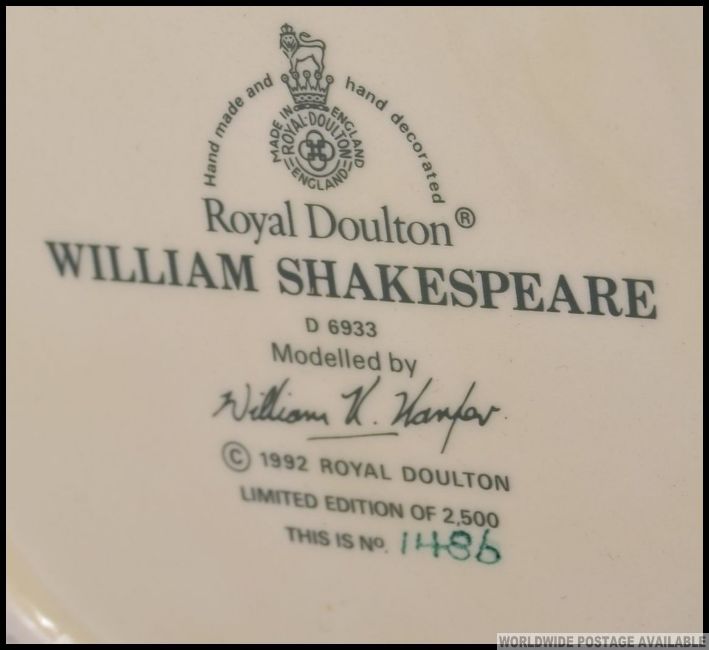 Hand made and hand decorated
MADE IN ENGLAND
ROYAL·DOULTON
ENGLAND
Royal Doulton®
WILLIAM SHAKESPEARE
D 6933
Modelled by
William K. Harper
© 1992 ROYAL DOULTON
LIMITED EDITION OF 2,500
THIS IS Nº. 1486
WORLDWIDE POSTAGE AVAILABLE